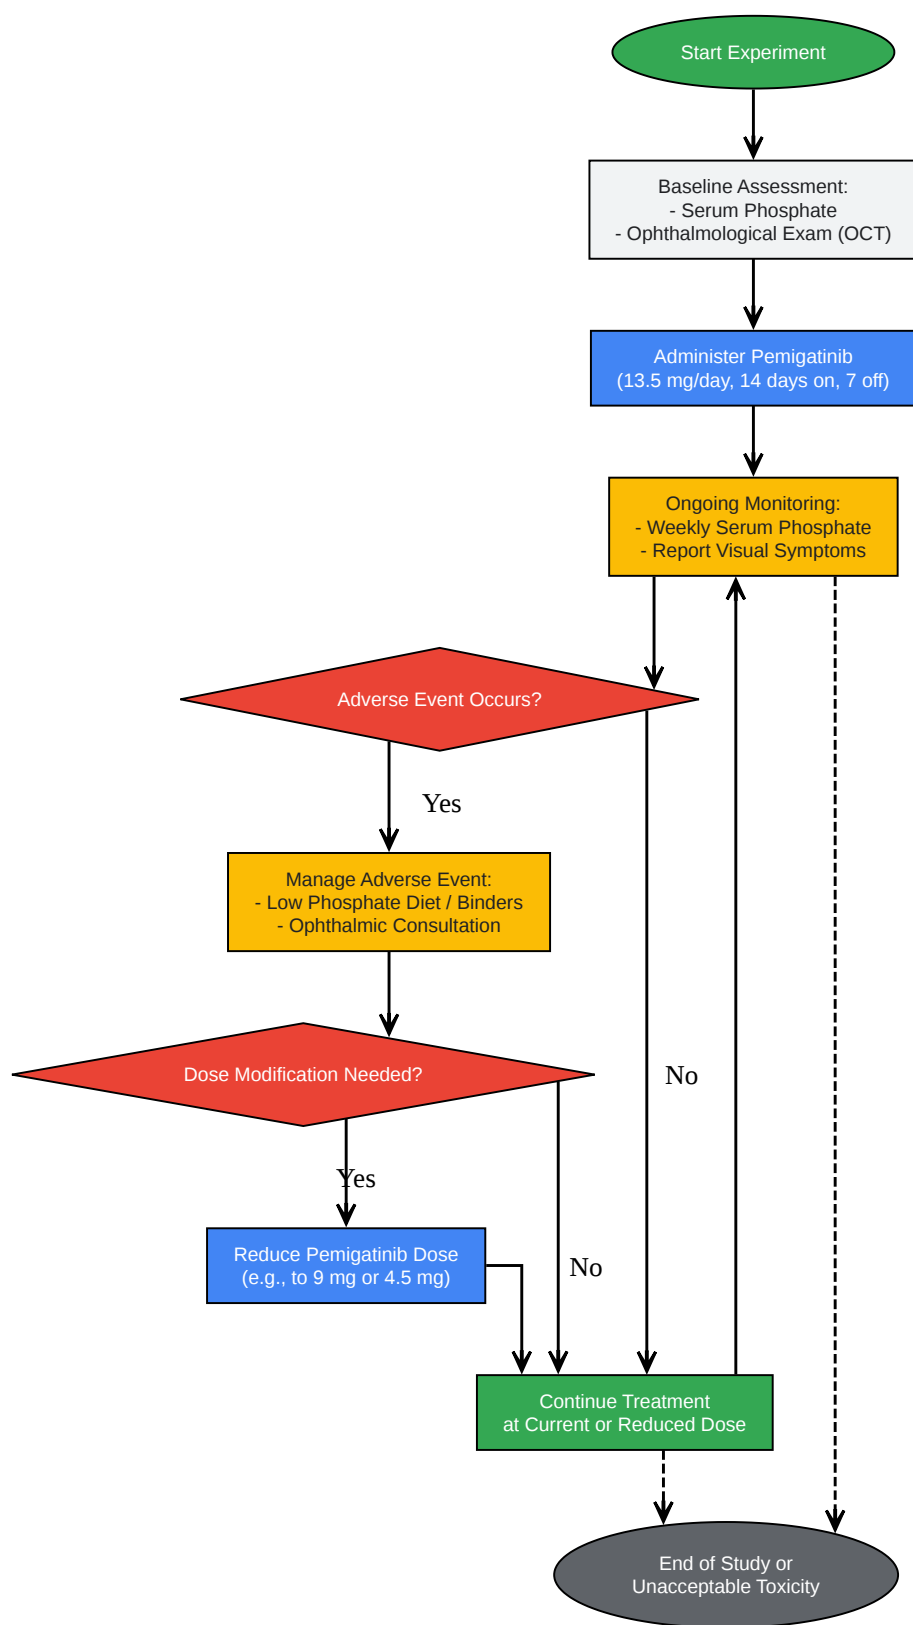 Start Experiment
Baseline Assessment:
- Serum Phosphate
- Ophthalmological Exam (OCT)
Administer Pemigatinib
(13.5 mg/day, 14 days on, 7 off)
Ongoing Monitoring:
- Weekly Serum Phosphate
- Report Visual Symptoms
Adverse Event Occurs?
Yes
Manage Adverse Event:
- Low Phosphate Diet / Binders
- Ophthalmic Consultation
Dose Modification Needed?
No
Yes
Reduce Pemigatinib Dose
(e.g., to 9 mg or 4.5 mg)
No
Continue Treatment
at Current or Reduced Dose
End of Study or
Unacceptable Toxicity